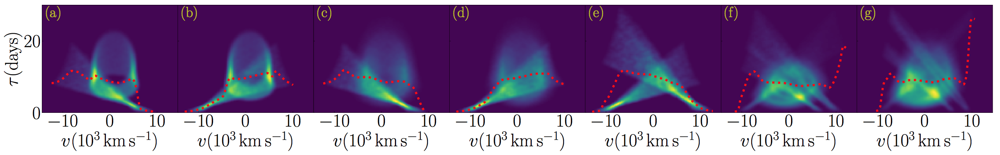 (a) (b) (c) (d) (e) (f) (g)
τ(days)
20
0
−10 0 10 −10 0 10 −10 0 10 −10 0 10 −10 0 10 −10 0 10 −10 0 10
v(10³ km s⁻¹) v(10³ km s⁻¹) v(10³ km s⁻¹) v(10³ km s⁻¹) v(10³ km s⁻¹) v(10³ km s⁻¹) v(10³ km s⁻¹)